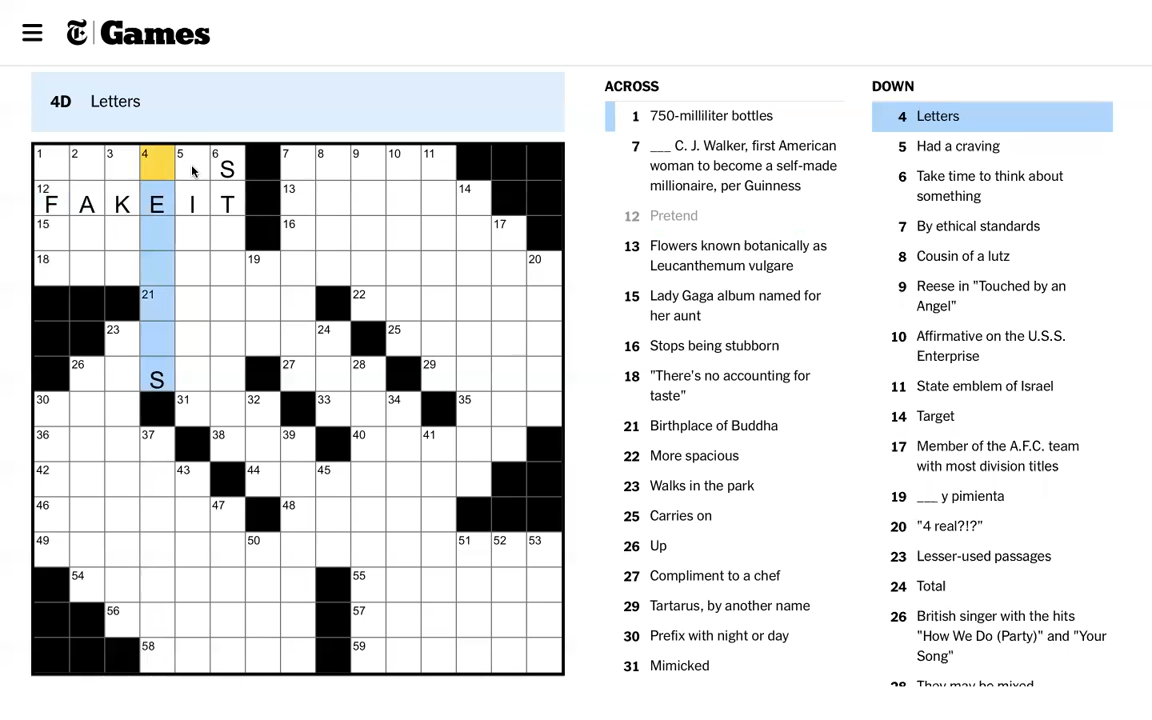 Games
4D Letters
1 2 3 4 5 6 S 7 8 9 10 11
12 F A K E I T 13 14
15 16 17
18 19 20
21 22
23 24 25
26 S 27 28 29
30 31 32 33 34 35
36 37 38 39 40 41
42 43 44 45
46 47 48
49 50 51 52 53
54 55
56 57
58 59
ACROSS
1 750-milliliter bottles
7 ___ C. J. Walker, first American
woman to become a self-made
millionaire, per Guinness
12 Pretend
13 Flowers known botanically as
Leucanthemum vulgare
15 Lady Gaga album named for
her aunt
16 Stops being stubborn
18 "There's no accounting for
taste"
21 Birthplace of Buddha
22 More spacious
23 Walks in the park
25 Carries on
26 Up
27 Compliment to a chef
29 Tartarus, by another name
30 Prefix with night or day
31 Mimicked
DOWN
4 Letters
5 Had a craving
6 Take time to think about
something
7 By ethical standards
8 Cousin of a lutz
9 Reese in "Touched by an
Angel"
10 Affirmative on the U.S.S.
Enterprise
11 State emblem of Israel
14 Target
17 Member of the A.F.C. team
with most division titles
19 ___ y pimienta
20 "4 real?!?"
23 Lesser-used passages
24 Total
26 British singer with the hits
"How We Do (Party)" and "Your
Song"
28 They may be mixed